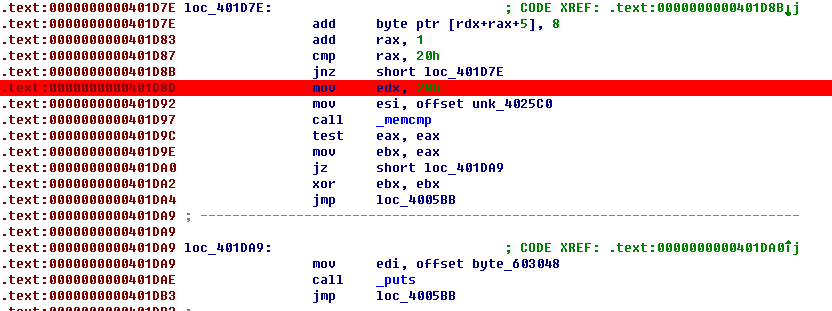 .text:0000000000401D7E loc_401D7E: ; CODE XREF: .text:0000000000401D8B↓j
.text:0000000000401D7E add byte ptr [rdx+rax+5], 8
.text:0000000000401D83 add rax, 1
.text:0000000000401D87 cmp rax, 20h
.text:0000000000401D8B jnz short loc_401D7E
.text:0000000000401D8D mov edx, 20h
.text:0000000000401D92 mov esi, offset unk_4025C0
.text:0000000000401D97 call _memcmp
.text:0000000000401D9C test eax, eax
.text:0000000000401D9E mov ebx, eax
.text:0000000000401DA0 jz short loc_401DA9
.text:0000000000401DA2 xor ebx, ebx
.text:0000000000401DA4 jmp loc_4005BB
.text:0000000000401DA9 ; ---------------------------------------------------------------------------
.text:0000000000401DA9
.text:0000000000401DA9 loc_401DA9: ; CODE XREF: .text:0000000000401DA0↑j
.text:0000000000401DA9 mov edi, offset byte_603048
.text:0000000000401DAE call _puts
.text:0000000000401DB3 jmp loc_4005BB